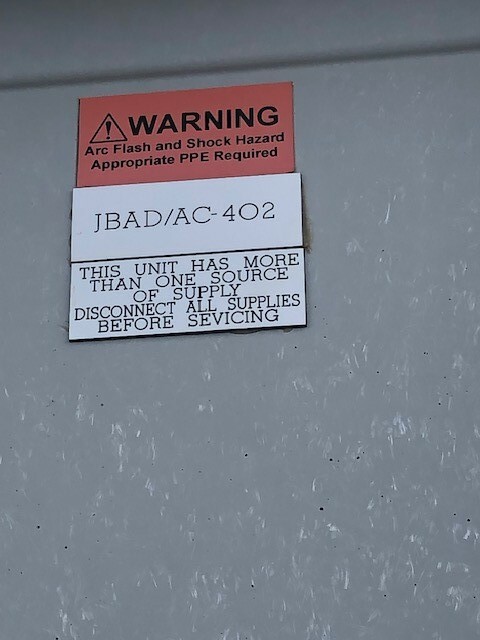 WARNING
Arc Flash and Shock Hazard
Appropriate PPE Required
JBAD/AC-402
THIS UNIT HAS MORE
THAN ONE SOURCE
OF SUPPLY
DISCONNECT ALL SUPPLIES
BEFORE SEVICING